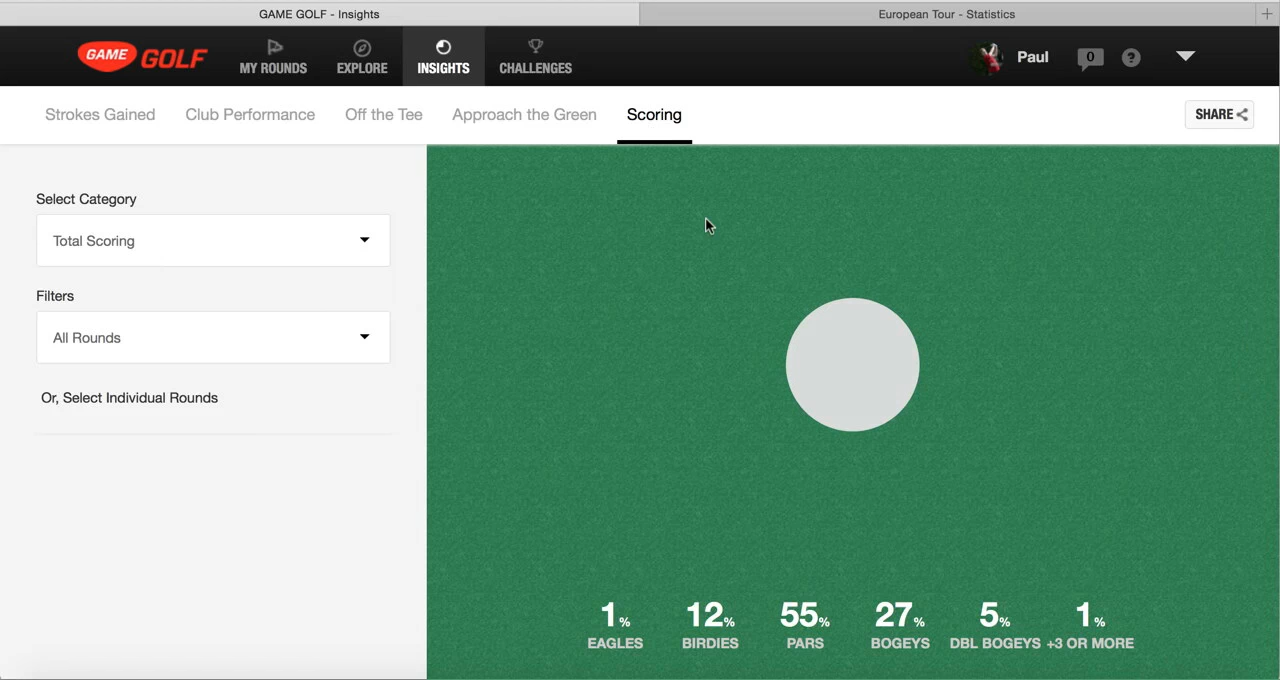 GAME GOLF - Insights
European Tour - Statistics
+
GAME GOLF
MY ROUNDS
EXPLORE
INSIGHTS
CHALLENGES
Paul
0
?
Strokes Gained
Club Performance
Off the Tee
Approach the Green
Scoring
SHARE
Select Category
Total Scoring
Filters
All Rounds
Or, Select Individual Rounds
1% 12% 55% 27% 5% 1%
EAGLES BIRDIES PARS BOGEYS DBL BOGEYS +3 OR MORE